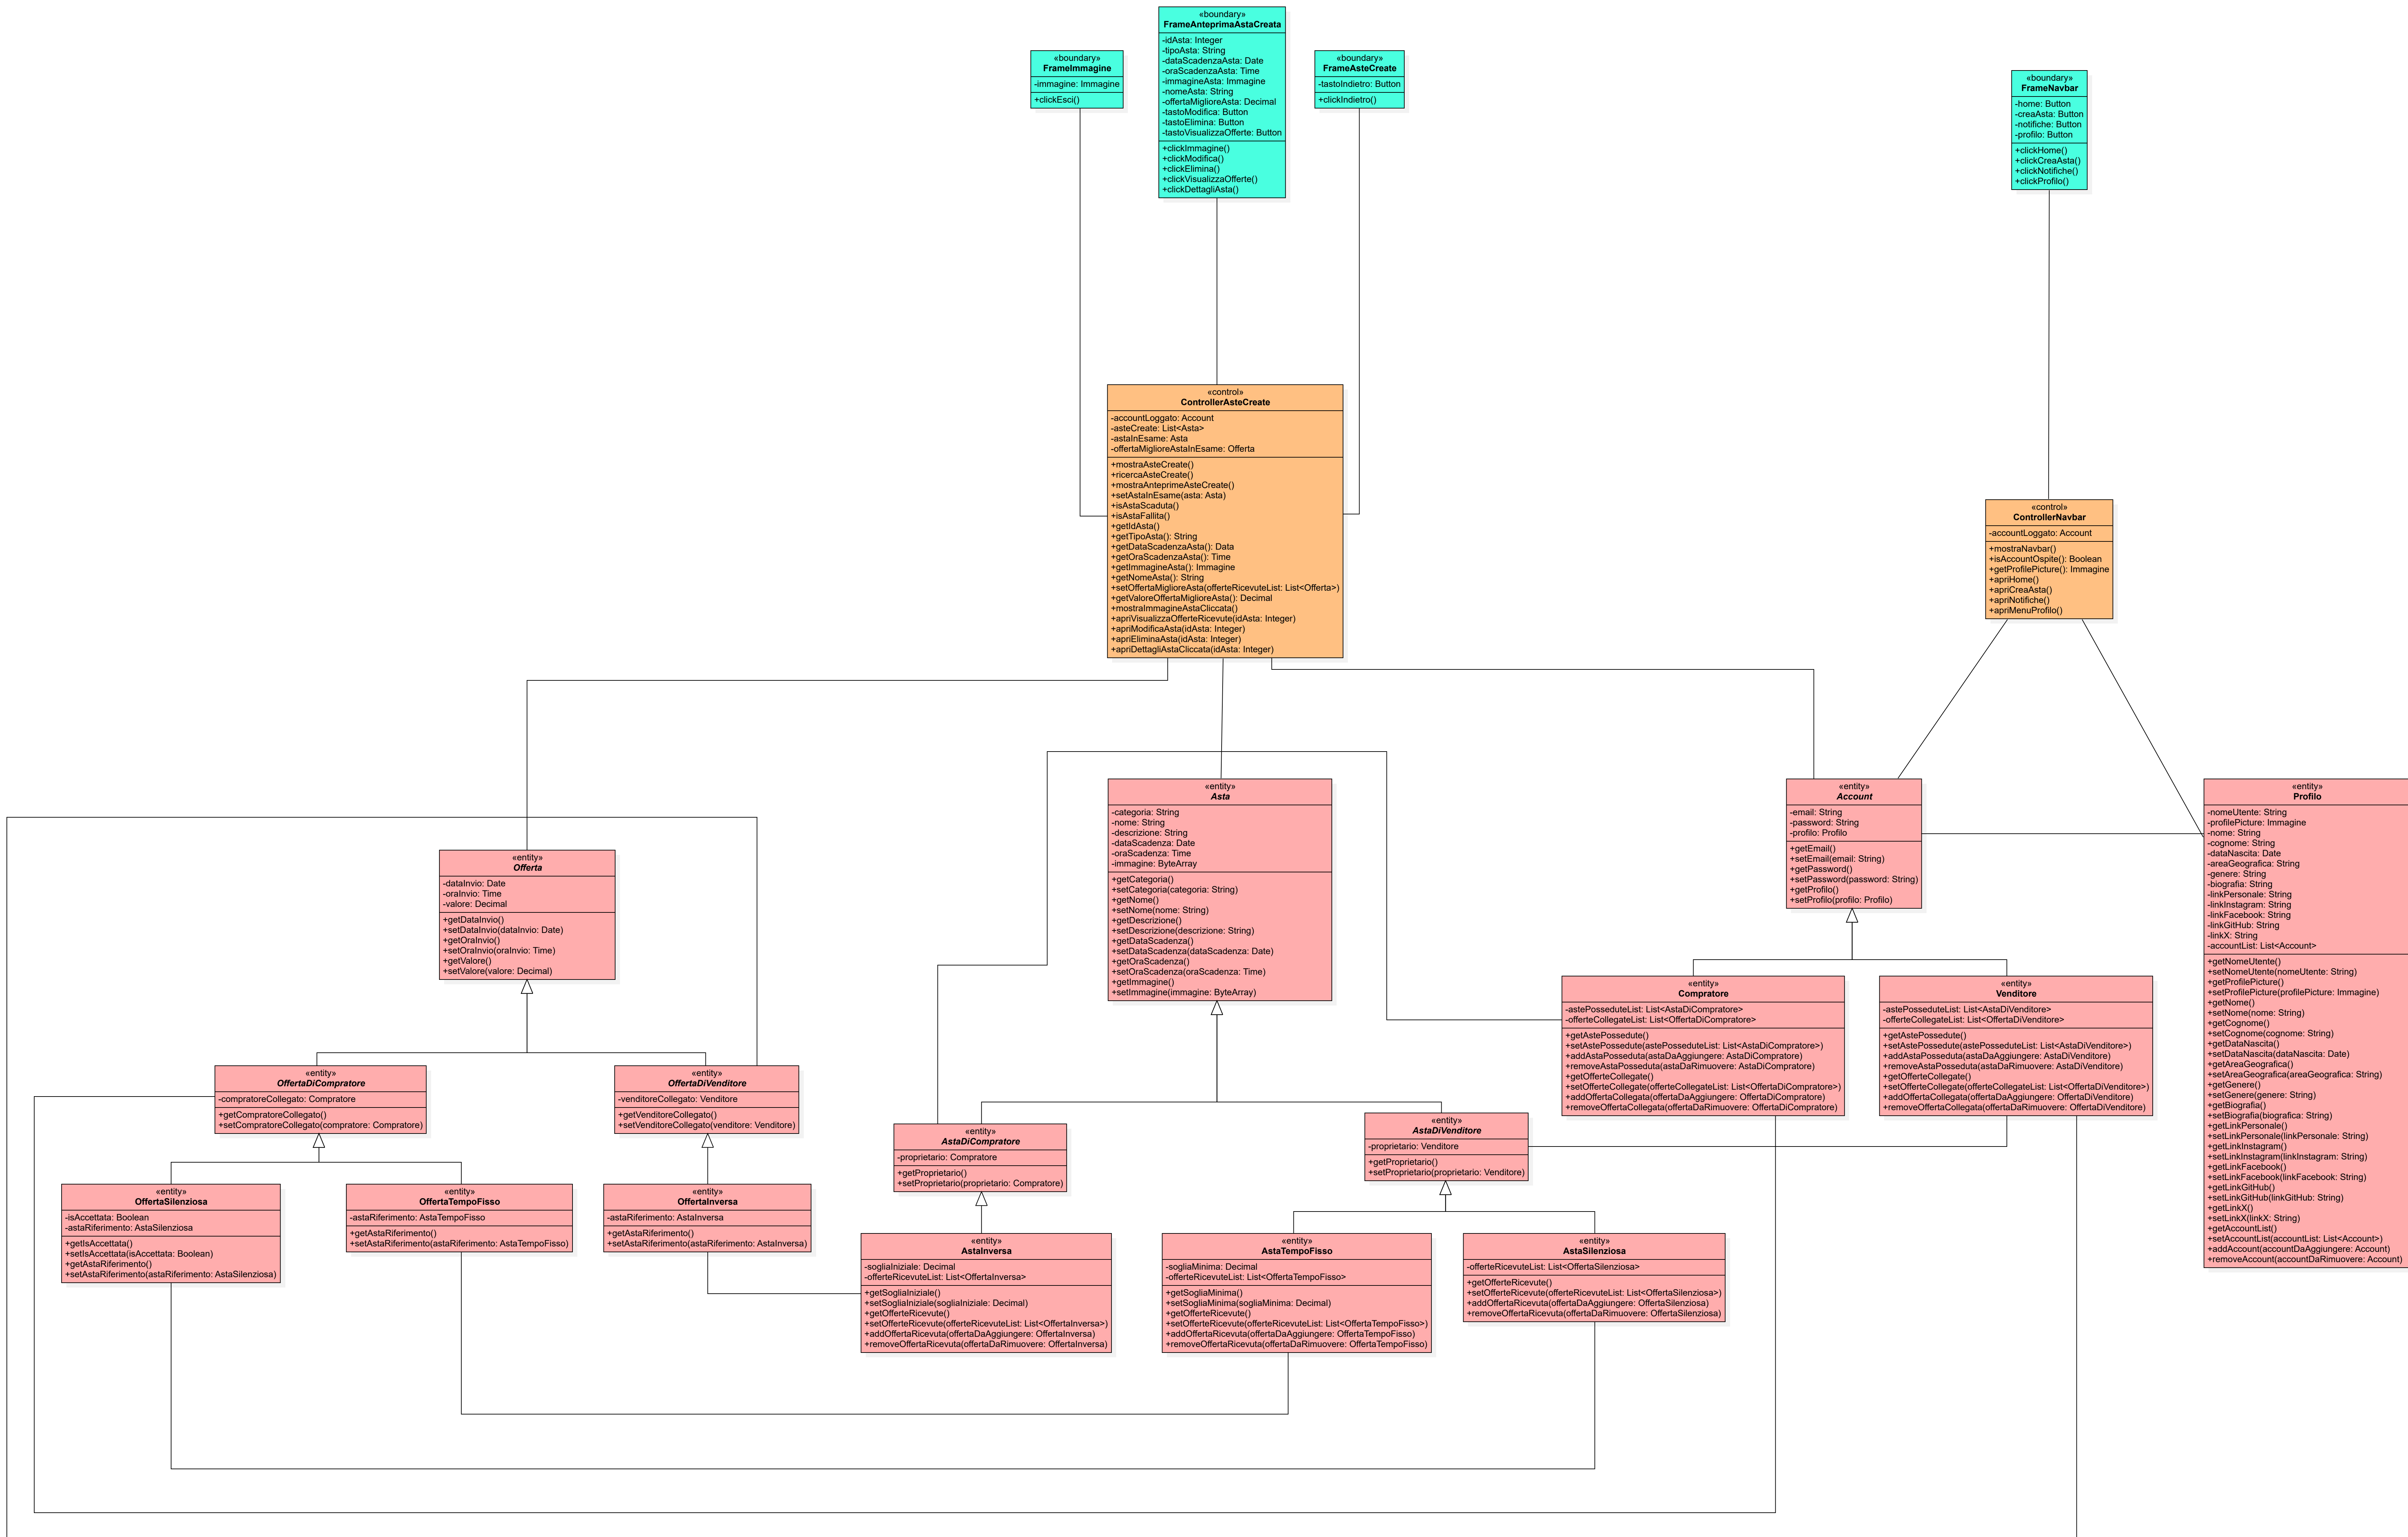 «boundary»
FrameAnteprimaAstaCreata
-idAsta: Integer
-tipoAsta: String
-dataScadenzaAsta: Date
-oraScadenzaAsta: Time
-immagineAsta: Immagine
-nomeAsta: String
-offertaMiglioreAsta: Decimal
-tastoModifica: Button
-tastoElimina: Button
-tastoVisualizzaOfferte: Button
+clickImmagine()
+clickModifica()
+clickElimina()
+clickVisualizzaOfferte()
+clickDettagliAsta()
«boundary»
FrameImmagine
-immagine: Immagine
+clickEsci()
«boundary»
FrameAsteCreate
-tastoIndietro: Button
+clickIndietro()
«boundary»
FrameNavbar
-home: Button
-creaAsta: Button
-notifiche: Button
-profilo: Button
+clickHome()
+clickCreaAsta()
+clickNotifiche()
+clickProfilo()
«control»
ControllerAsteCreate
-accountLoggato: Account
-asteCreate: List<Asta>
-astaInEsame: Asta
-offertaMiglioreAstaInEsame: Offerta
+mostraAsteCreate()
+ricercaAsteCreate()
+mostraAnteprimeAsteCreate()
+setAstaInEsame(asta: Asta)
+isAstaScaduta()
+isAstaFallita()
+getIdAsta()
+getTipoAsta(): String
+getDataScadenzaAsta(): Data
+getOraScadenzaAsta(): Time
+getImmagineAsta(): Immagine
+getNomeAsta(): String
+setOffertaMiglioreAsta(offerteRicevuteList: List<Offerta>)
+getValoreOffertaMiglioreAsta(): Decimal
+mostraImmagineAstaCliccata()
+apriVisualizzaOfferteRicevute(idAsta: Integer)
+apriModificaAsta(idAsta: Integer)
+apriEliminaAsta(idAsta: Integer)
+apriDettagliAstaCliccata(idAsta: Integer)
«control»
ControllerNavbar
-accountLoggato: Account
+mostraNavbar()
+isAccountOspite(): Boolean
+getProfilePicture(): Immagine
+apriHome()
+apriCreaAsta()
+apriNotifiche()
+apriMenuProfilo()
«entity»
Asta
-categoria: String
-nome: String
-descrizione: String
-dataScadenza: Date
-oraScadenza: Time
-immagine: ByteArray
+getCategoria()
+setCategoria(categoria: String)
+getNome()
+setNome(nome: String)
+getDescrizione()
+setDescrizione(descrizione: String)
+getDataScadenza()
+setDataScadenza(dataScadenza: Date)
+getOraScadenza()
+setOraScadenza(oraScadenza: Time)
+getImmagine()
+setImmagine(immagine: ByteArray)
«entity»
Account
-email: String
-password: String
-profilo: Profilo
+getEmail()
+setEmail(email: String)
+getPassword()
+setPassword(password: String)
+getProfilo()
+setProfilo(profilo: Profilo)
«entity»
Profilo
-nomeUtente: String
-profilePicture: Immagine
-nome: String
-cognome: String
-dataNascita: Date
-areaGeografica: String
-genere: String
-biografia: String
-linkPersonale: String
-linkInstagram: String
-linkFacebook: String
-linkGitHub: String
-linkX: String
-accountList: List<Account>
+getNomeUtente()
+setNomeUtente(nomeUtente: String)
+getProfilePicture()
+setProfilePicture(profilePicture: Immagine)
+getNome()
+setNome(nome: String)
+getCognome()
+setCognome(cognome: String)
+getDataNascita()
+setDataNascita(dataNascita: Date)
+getAreaGeografica()
+setAreaGeografica(areaGeografica: String)
+getGenere()
+setGenere(genere: String)
+getBiografia()
+setBiografia(biografica: String)
+getLinkPersonale()
+setLinkPersonale(linkPersonale: String)
+getLinkInstagram()
+setLinkInstagram(linkInstagram: String)
+getLinkFacebook()
+setLinkFacebook(linkFacebook: String)
+getLinkGitHub()
+setLinkGitHub(linkGitHub: String)
+getLinkX()
+setLinkX(linkX: String)
+getAccountList()
+setAccountList(accountList: List<Account>)
+addAccount(accountDaAggiungere: Account)
+removeAccount(accountDaRimuovere: Account)
«entity»
Offerta
-dataInvio: Date
-oraInvio: Time
-valore: Decimal
+getDataInvio()
+setDataInvio(dataInvio: Date)
+getOraInvio()
+setOraInvio(oraInvio: Time)
+getValore()
+setValore(valore: Decimal)
«entity»
Compratore
-astePosseduteList: List<AstaDiCompratore>
-offerteCollegateList: List<OffertaDiCompratore>
+getAstePossedute()
+setAstePossedute(astePosseduteList: List<AstaDiCompratore>)
+addAstaPosseduta(astaDaAggiungere: AstaDiCompratore)
+removeAstaPosseduta(astaDaRimuovere: AstaDiCompratore)
+getOfferteCollegate()
+setOfferteCollegate(offerteCollegateList: List<OffertaDiCompratore>)
+addOffertaCollegata(offertaDaAggiungere: OffertaDiCompratore)
+removeOffertaCollegata(offertaDaRimuovere: OffertaDiCompratore)
«entity»
Venditore
-astePosseduteList: List<AstaDiVenditore>
-offerteCollegateList: List<OffertaDiVenditore>
+getAstePossedute()
+setAstePossedute(astePosseduteList: List<AstaDiVenditore>)
+addAstaPosseduta(astaDaAggiungere: AstaDiVenditore)
+removeAstaPosseduta(astaDaRimuovere: AstaDiVenditore)
+getOfferteCollegate()
+setOfferteCollegate(offerteCollegateList: List<OffertaDiVenditore>)
+addOffertaCollegata(offertaDaAggiungere: OffertaDiVenditore)
+removeOffertaCollegata(offertaDaRimuovere: OffertaDiVenditore)
«entity»
OffertaDiCompratore
-compratoreCollegato: Compratore
+getCompratoreCollegato()
+setCompratoreCollegato(compratore: Compratore)
«entity»
OffertaDiVenditore
-venditoreCollegato: Venditore
+getVenditoreCollegato()
+setVenditoreCollegato(venditore: Venditore)
«entity»
AstaDiCompratore
-proprietario: Compratore
+getProprietario()
+setProprietario(proprietario: Compratore)
«entity»
AstaDiVenditore
-proprietario: Venditore
+getProprietario()
+setProprietario(proprietario: Venditore)
«entity»
OffertaSilenziosa
-isAccettata: Boolean
-astaRiferimento: AstaSilenziosa
+getIsAccettata()
+setIsAccettata(isAccettata: Boolean)
+getAstaRiferimento()
+setAstaRiferimento(astaRiferimento: AstaSilenziosa)
«entity»
OffertaTempoFisso
-astaRiferimento: AstaTempoFisso
+getAstaRiferimento()
+setAstaRiferimento(astaRiferimento: AstaTempoFisso)
«entity»
OffertaInversa
-astaRiferimento: AstaInversa
+getAstaRiferimento()
+setAstaRiferimento(astaRiferimento: AstaInversa)
«entity»
AstaInversa
-sogliaIniziale: Decimal
-offerteRicevuteList: List<OffertaInversa>
+getSogliaIniziale()
+setSogliaIniziale(sogliaIniziale: Decimal)
+getOfferteRicevute()
+setOfferteRicevute(offerteRicevuteList: List<OffertaInversa>)
+addOffertaRicevuta(offertaDaAggiungere: OffertaInversa)
+removeOffertaRicevuta(offertaDaRimuovere: OffertaInversa)
«entity»
AstaTempoFisso
-sogliaMinima: Decimal
-offerteRicevuteList: List<OffertaTempoFisso>
+getSogliaMinima()
+setSogliaMinima(sogliaMinima: Decimal)
+getOfferteRicevute()
+setOfferteRicevute(offerteRicevuteList: List<OffertaTempoFisso>)
+addOffertaRicevuta(offertaDaAggiungere: OffertaTempoFisso)
+removeOffertaRicevuta(offertaDaRimuovere: OffertaTempoFisso)
«entity»
AstaSilenziosa
-offerteRicevuteList: List<OffertaSilenziosa>
+getOfferteRicevute()
+setOfferteRicevute(offerteRicevuteList: List<OffertaSilenziosa>)
+addOffertaRicevuta(offertaDaAggiungere: OffertaSilenziosa)
+removeOffertaRicevuta(offertaDaRimuovere: OffertaSilenziosa)